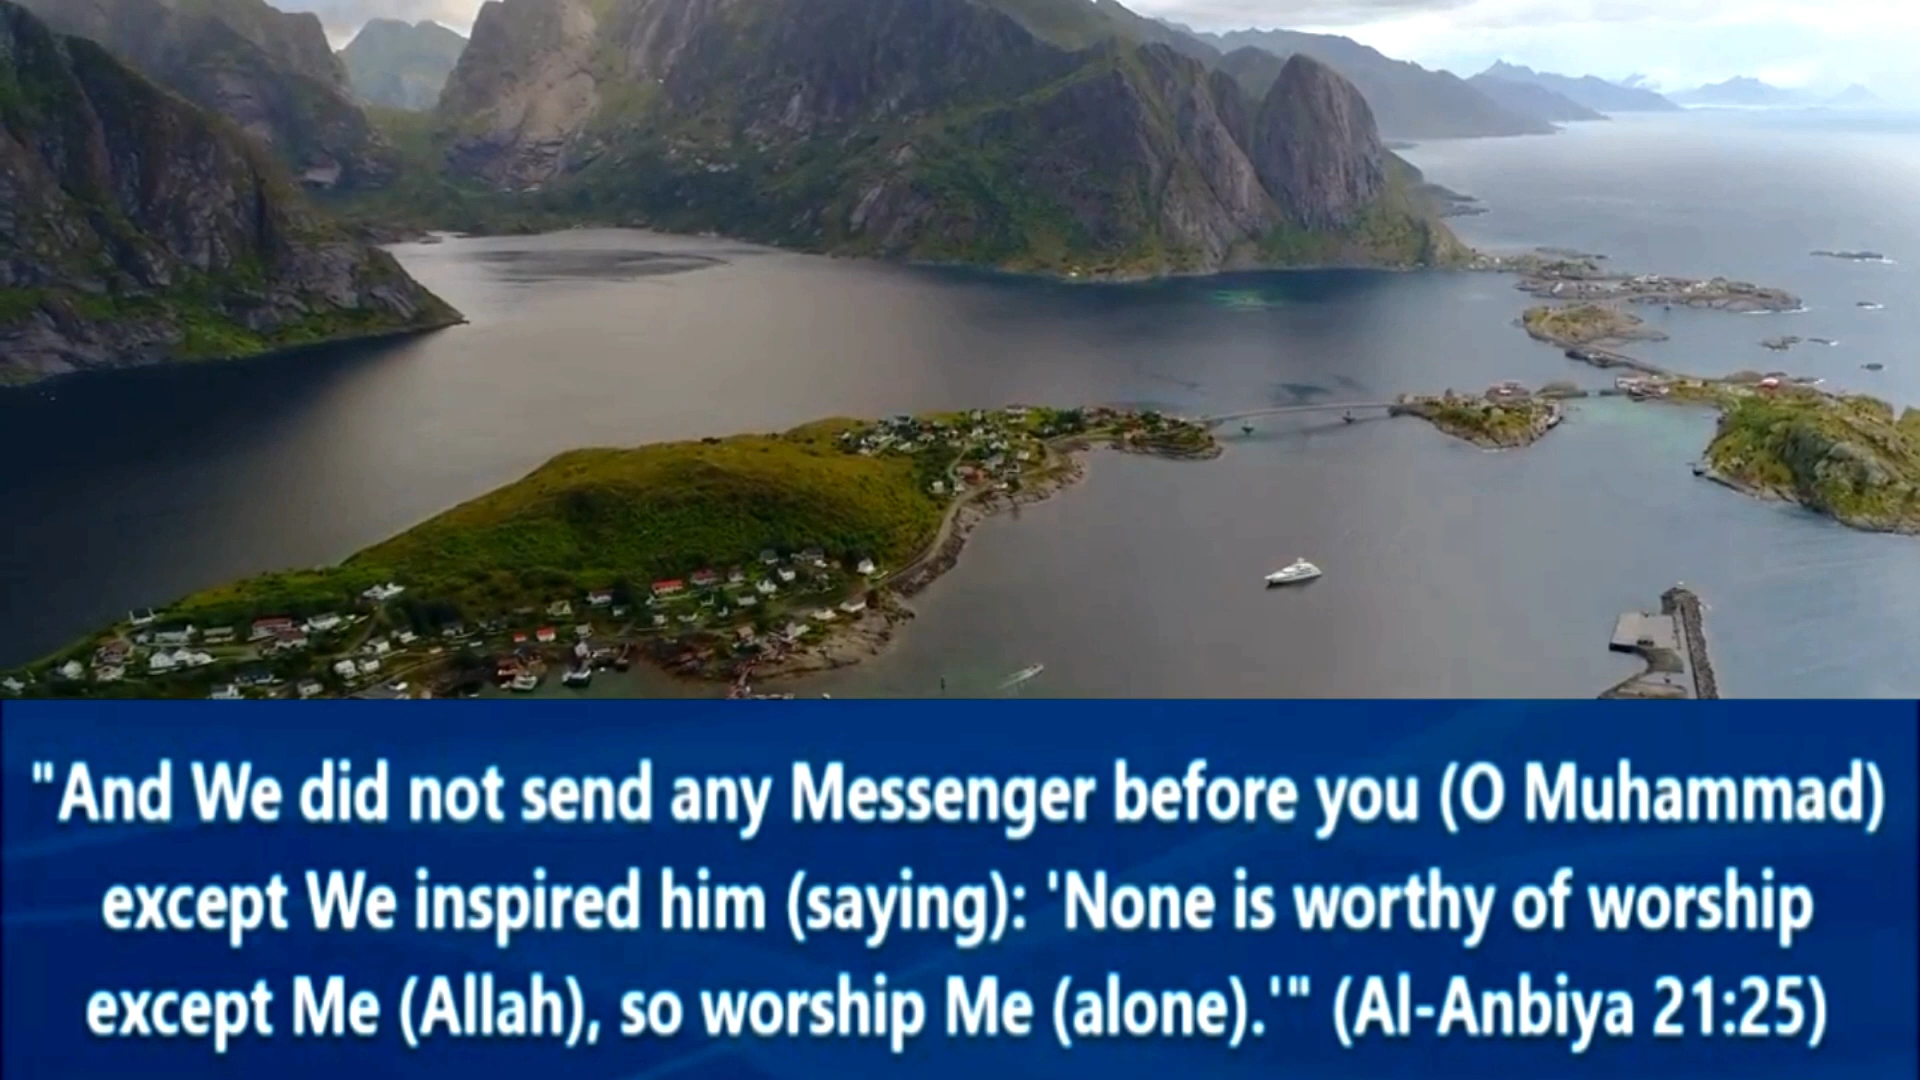 "And We did not send any Messenger before you (O Muhammad)
except We inspired him (saying): 'None is worthy of worship
except Me (Allah), so worship Me (alone).'" (Al-Anbiya 21:25)